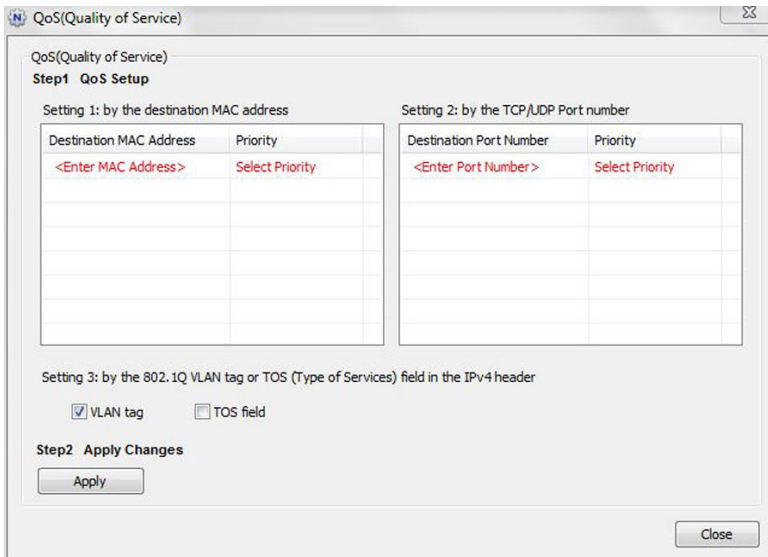 QoS(Quality of Service)
QoS(Quality of Service)
Step1 QoS Setup
Setting 1: by the destination MAC address
Destination MAC Address Priority
<Enter MAC Address> Select Priority
Setting 2: by the TCP/UDP Port number
Destination Port Number Priority
<Enter Port Number> Select Priority
Setting 3: by the 802.1Q VLAN tag or TOS (Type of Services) field in the IPv4 header
VLAN tag TOS field
Step2 Apply Changes
Apply
Close